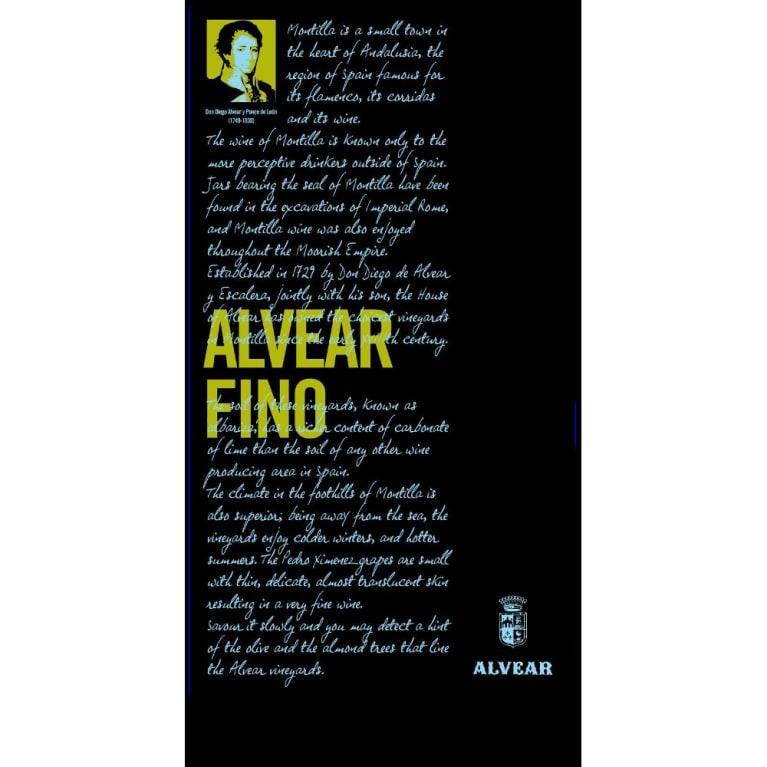 Montilla is a small town in
the heart of Andalusia, the
region of Spain famous for
its flamenco, its corridas
and its wine.
Don Diego Alvear y Ponce de León
(1749-1830)
The wine of Montilla is known only to the
more perceptive drinkers outside of Spain.
Jars bearing the seal of Montilla have been
found in the excavations of Imperial Rome,
and Montilla wine was also enjoyed
throughout the Moorish Empire.
Established in 1729 by Don Diego de Alvear
y Escalera, jointly with his son, the House
of Alvear has owned the choicest vineyards
in Montilla since the early XVIIIth century.
ALVEAR
FINO
The soil of these vineyards, known as
albariza, has a richer content of carbonate
of lime than the soil of any other wine
producing area in Spain.
The climate in the foothills of Montilla is
also superior; being away from the sea, the
vineyards enjoy colder winters, and hotter
summers. The Pedro Ximenez grapes are small
with thin, delicate, almost translucent skin
resulting in a very fine wine.
Savour it slowly and you may detect a hint
of the olive and the almond trees that line
the Alvear vineyards.
ALVEAR